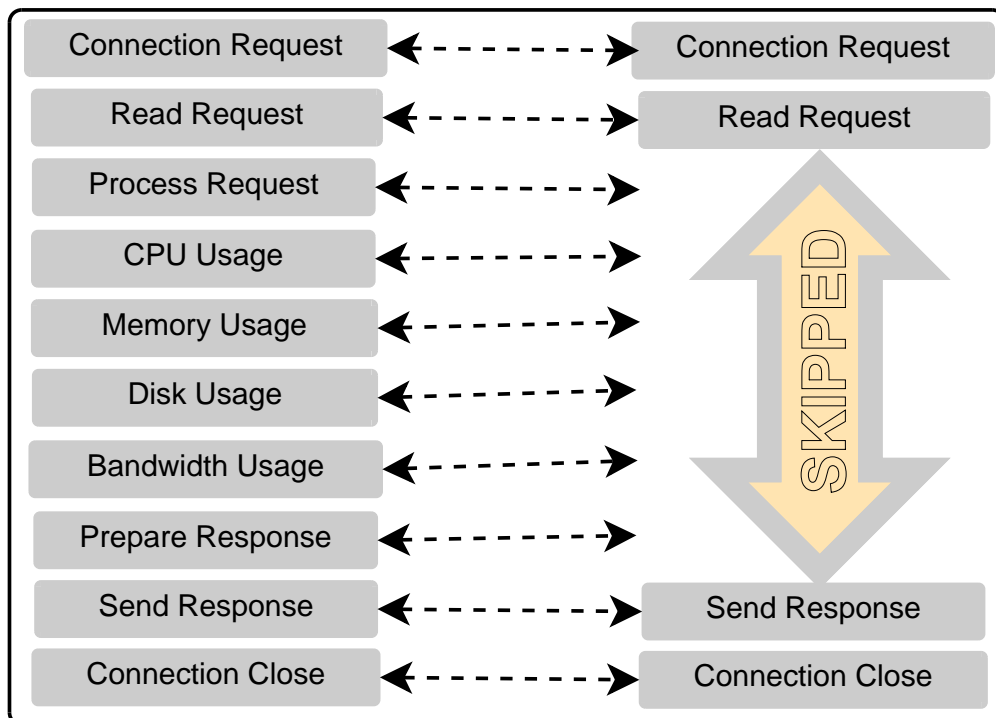 Connection Request
Connection Request
Read Request
Read Request
Process Request
CPU Usage
Memory Usage
Disk Usage
Bandwidth Usage
Prepare Response
SKIPPED
Send Response
Send Response
Connection Close
Connection Close